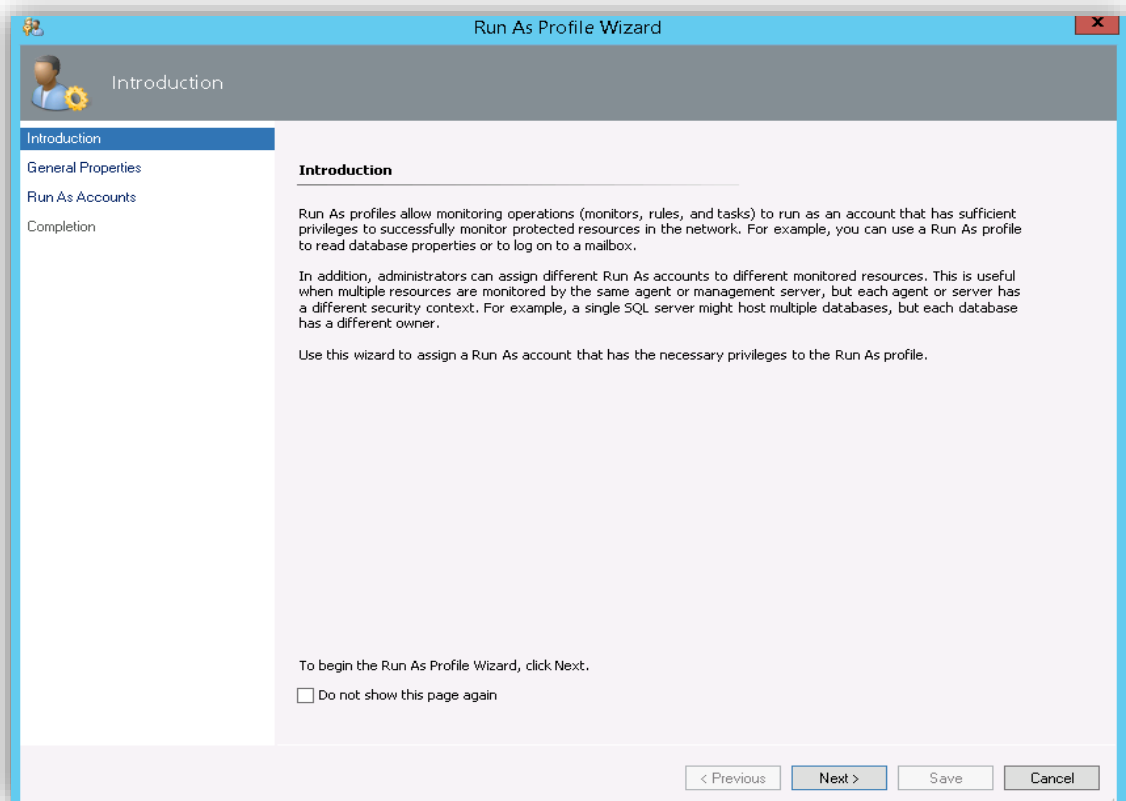 Run As Profile Wizard
x
Introduction
Introduction
General Properties
Run As Accounts
Completion
Introduction
Run As profiles allow monitoring operations (monitors, rules, and tasks) to run as an account that has sufficient
privileges to successfully monitor protected resources in the network. For example, you can use a Run As profile
to read database properties or to log on to a mailbox.
In addition, administrators can assign different Run As accounts to different monitored resources. This is useful
when multiple resources are monitored by the same agent or management server, but each agent or server has
a different security context. For example, a single SQL server might host multiple databases, but each database
has a different owner.
Use this wizard to assign a Run As account that has the necessary privileges to the Run As profile.
To begin the Run As Profile Wizard, click Next.
Do not show this page again
< Previous
Next >
Save
Cancel